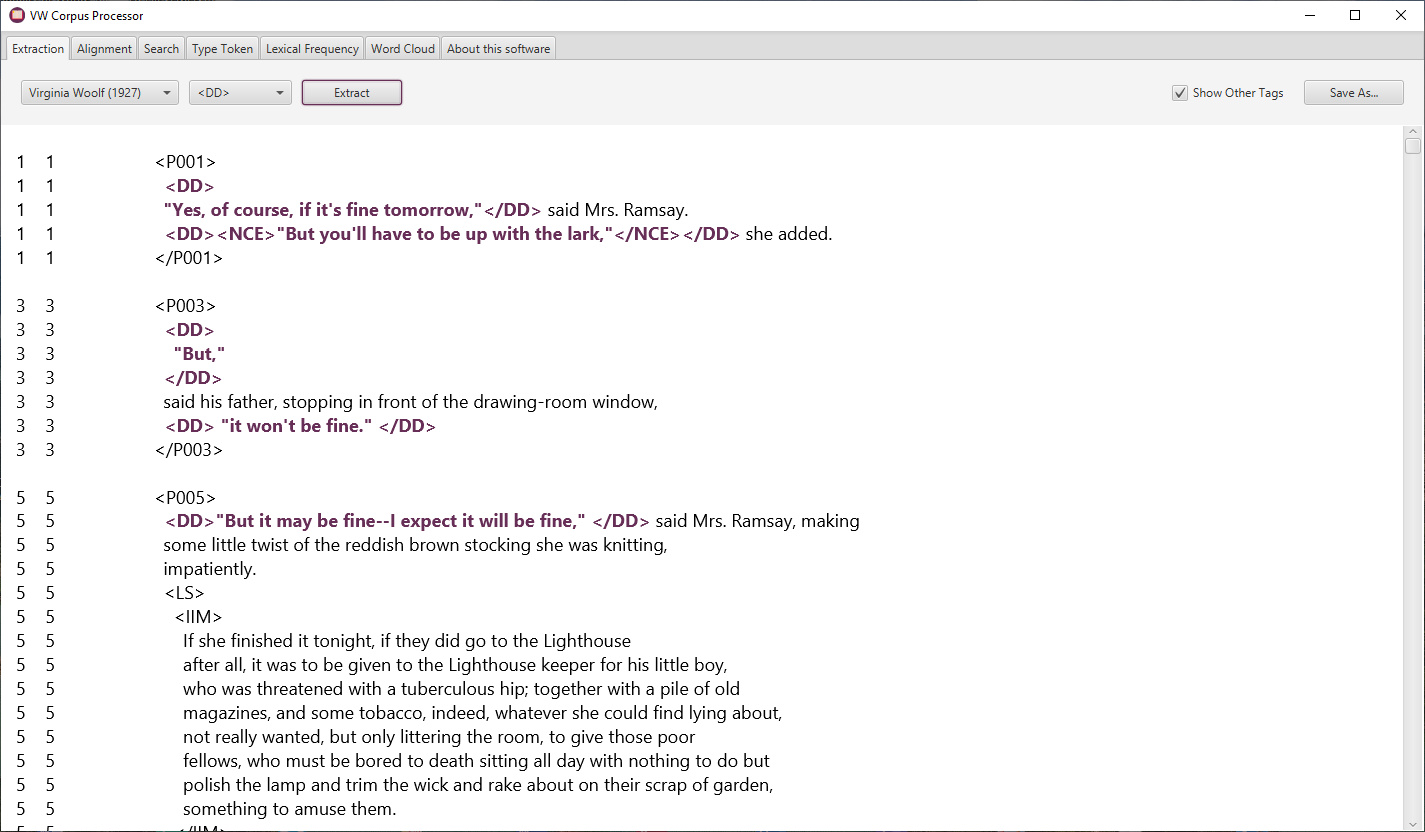 VW Corpus Processor
Extraction Alignment Search Type Token Lexical Frequency Word Cloud About this software
Virginia Woolf (1927) <DD> Extract Show Other Tags Save As...
1 1 <P001>
1 1 <DD>
1 1 "Yes, of course, if it's fine tomorrow,"</DD> said Mrs. Ramsay.
1 1 <DD><NCE>"But you'll have to be up with the lark,"</NCE></DD> she added.
1 1 </P001>
3 3 <P003>
3 3 <DD>
3 3 "But,"
3 3 </DD>
3 3 said his father, stopping in front of the drawing-room window,
3 3 <DD> "it won't be fine." </DD>
3 3 </P003>
5 5 <P005>
5 5 <DD>"But it may be fine--I expect it will be fine," </DD> said Mrs. Ramsay, making
5 5 some little twist of the reddish brown stocking she was knitting,
5 5 impatiently.
5 5 <LS>
5 5 <IIM>
5 5 If she finished it tonight, if they did go to the Lighthouse
5 5 after all, it was to be given to the Lighthouse keeper for his little boy,
5 5 who was threatened with a tuberculous hip; together with a pile of old
5 5 magazines, and some tobacco, indeed, whatever she could find lying about,
5 5 not really wanted, but only littering the room, to give those poor
5 5 fellows, who must be bored to death sitting all day with nothing to do but
5 5 polish the lamp and trim the wick and rake about on their scrap of garden,
5 5 something to amuse them.
5 5 </IIM>